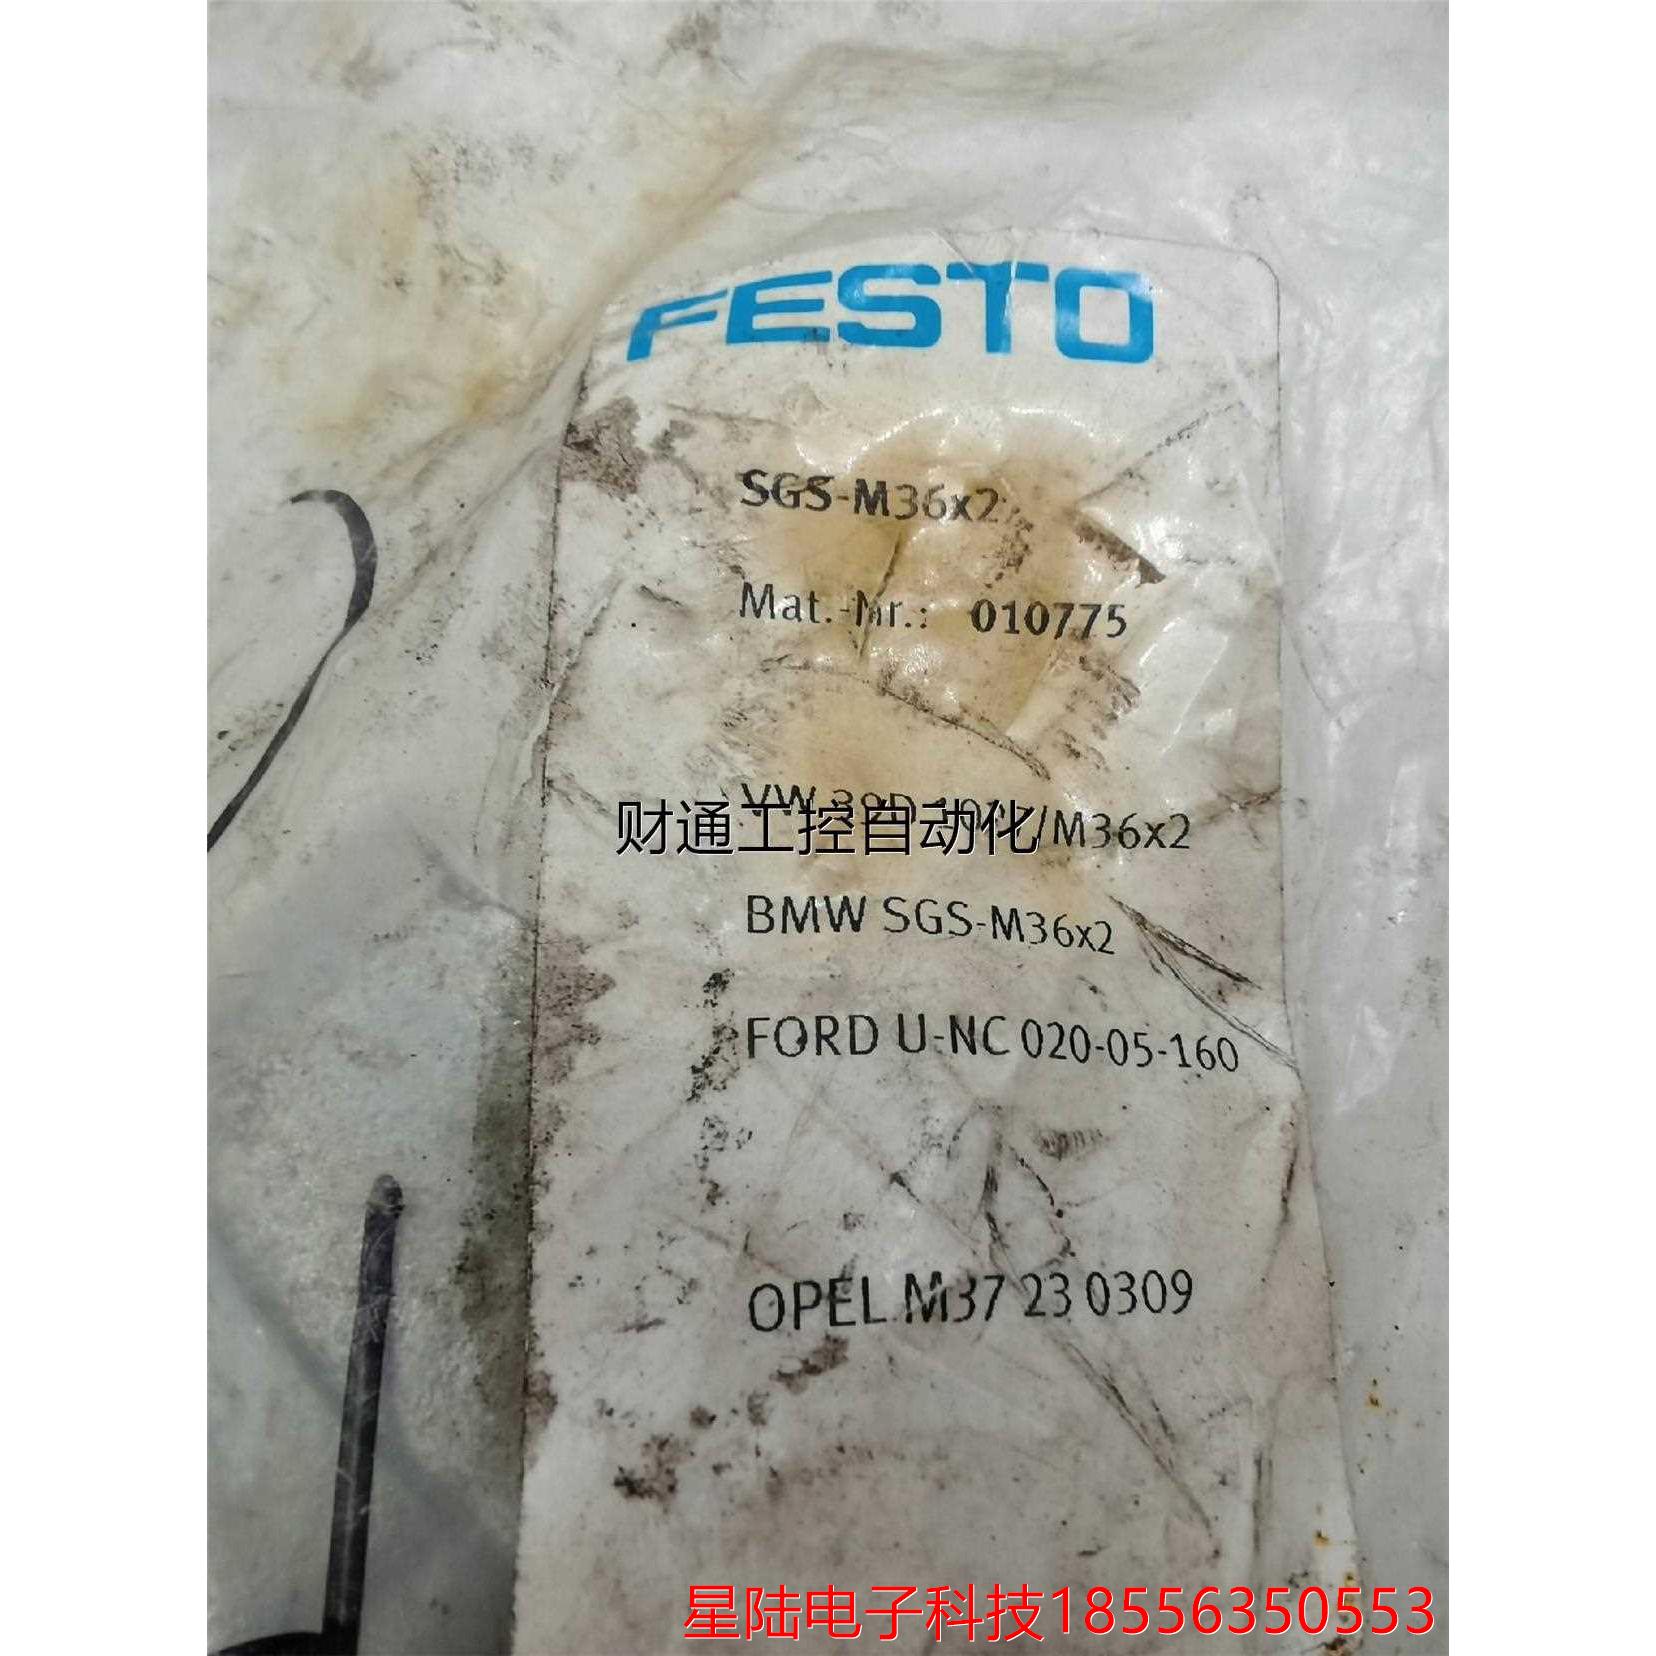 FESTO
SGS-M36x2
Mat.-Nr.: 010775
VW /M36x2
财通工控自动化
BMW SGS-M36x2
FORD U-NC 020-05-160
OPEL M37 23 0309
星陆电子科技18556350553